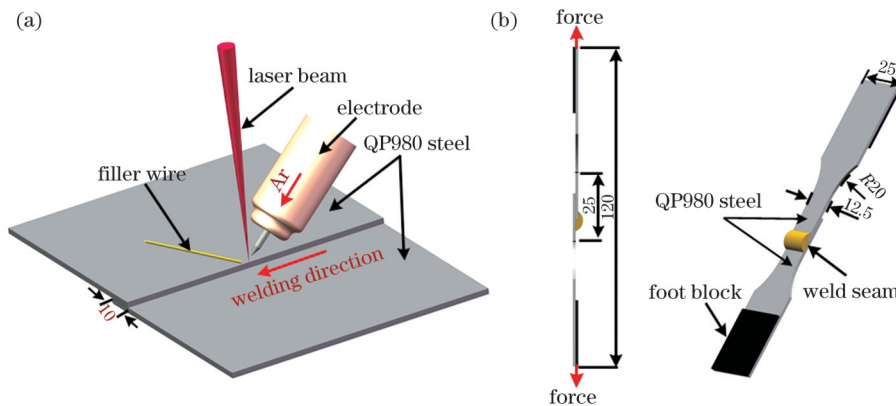 (a)
laser beam
electrode
QP980 steel
filler wire
Ar
welding direction
10
(b)
force
25
120
force
25
R20
12.5
QP980 steel
foot block
weld seam